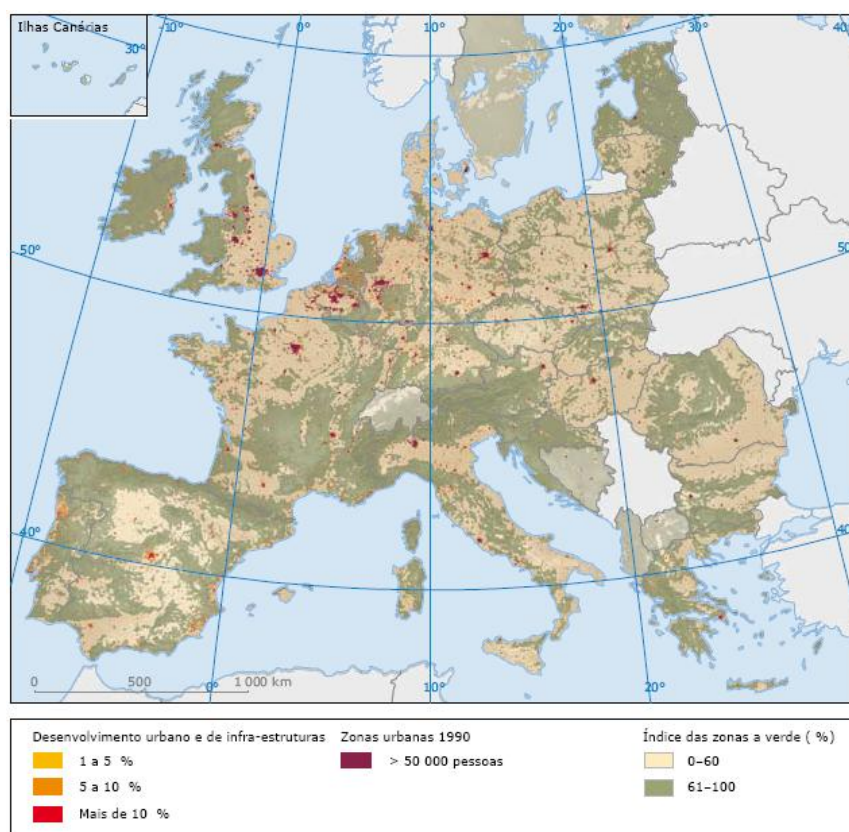 Ilhas Canárias
30°
-10°
0°
10°
20°
30°
40°
50°
50°
40°
40°
0 500 1 000 km
0°
10°
20°
Desenvolvimento urbano e de infra-estruturas
1 a 5 %
5 a 10 %
Mais de 10 %
Zonas urbanas 1990
> 50 000 pessoas
Índice das zonas a verde ( %)
0–60
61–100